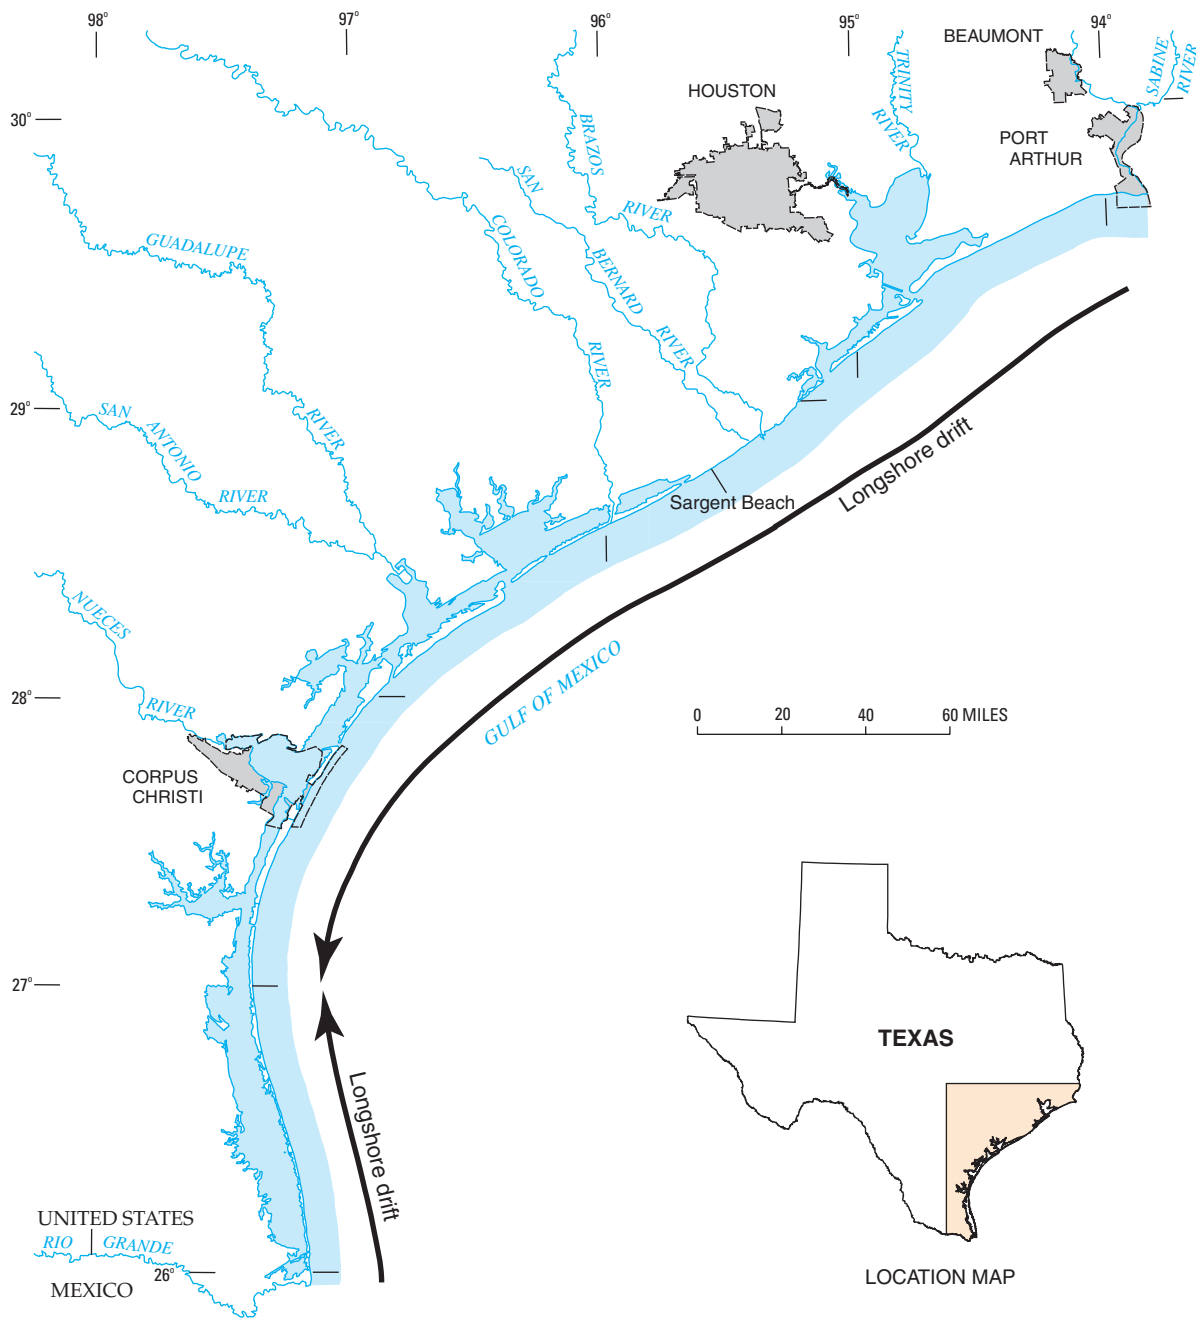 98°
97°
96°
95°
94°
BEAUMONT
SABINE
RIVER
TRINITY
RIVER
HOUSTON
30°
PORT
ARTHUR
BRAZOS
RIVER
SAN
BERNARD
RIVER
COLORADO
RIVER
GUADALUPE
RIVER
29°
SAN
ANTONIO
RIVER
Longshore drift
Sargent Beach
NUECES
RIVER
GULF OF MEXICO
28°
0 20 40 60 MILES
CORPUS
CHRISTI
27°
TEXAS
Longshore drift
UNITED STATES
RIO GRANDE
MEXICO
26°
LOCATION MAP